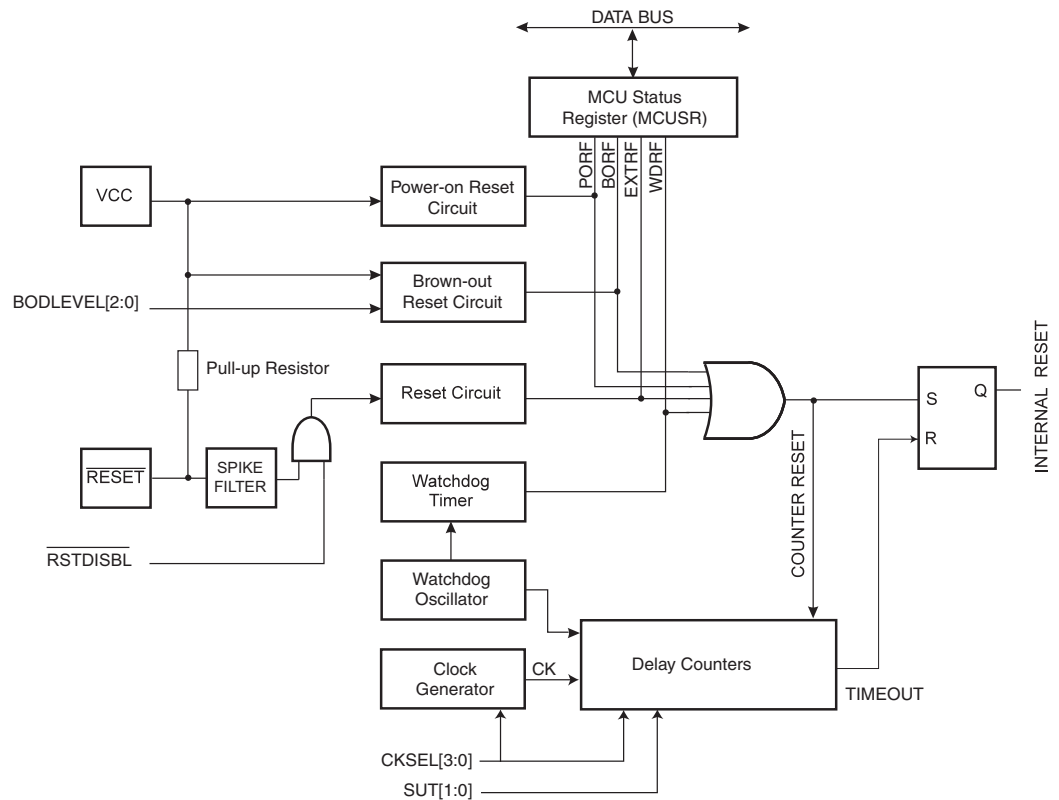 DATA BUS
MCU Status
Register (MCUSR)
PORF
BORF
EXTRF
WDRF
VCC
Power-on Reset
Circuit
Brown-out
Reset Circuit
BODLEVEL[2:0]
Pull-up Resistor
Reset Circuit
S
Q
R
INTERNAL RESET
RESET
SPIKE
FILTER
Watchdog
Timer
COUNTER RESET
RSTDISBL
Watchdog
Oscillator
Clock
Generator
CK
Delay Counters
TIMEOUT
CKSEL[3:0]
SUT[1:0]